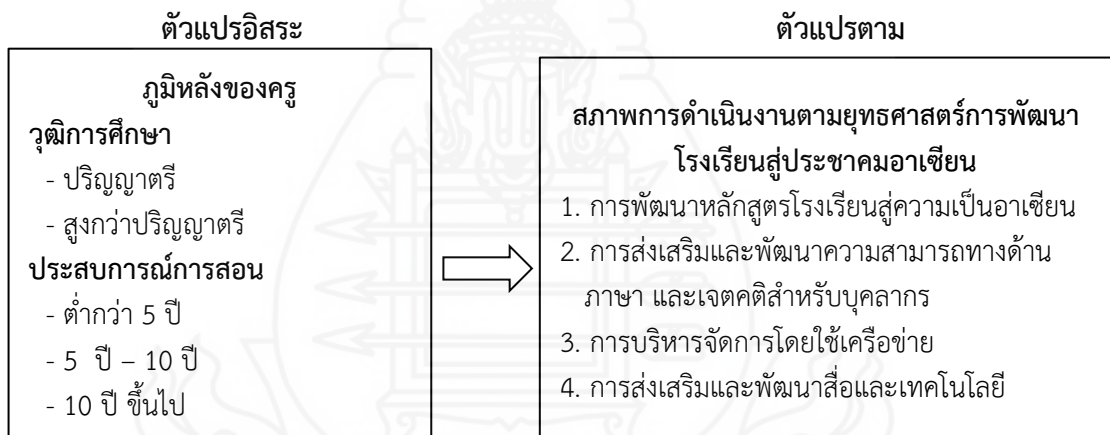 ตัวแปรอิสระ
ภูมิหลังของครู
วุฒิการศึกษา
- ปริญญาตรี
- สูงกว่าปริญญาตรี
ประสบการณ์การสอน
- ต่ำกว่า 5 ปี
- 5 ปี – 10 ปี
- 10 ปี ขึ้นไป
ตัวแปรตาม
สภาพการดำเนินงานตามยุทธศาสตร์การพัฒนา
โรงเรียนสู่ประชาคมอาเซียน
1. การพัฒนาหลักสูตรโรงเรียนสู่ความเป็นอาเซียน
2. การส่งเสริมและพัฒนาความสามารถทางด้าน
ภาษา และเจตคติสำหรับบุคลากร
3. การบริหารจัดการโดยใช้เครือข่าย
4. การส่งเสริมและพัฒนาสื่อและเทคโนโลยี